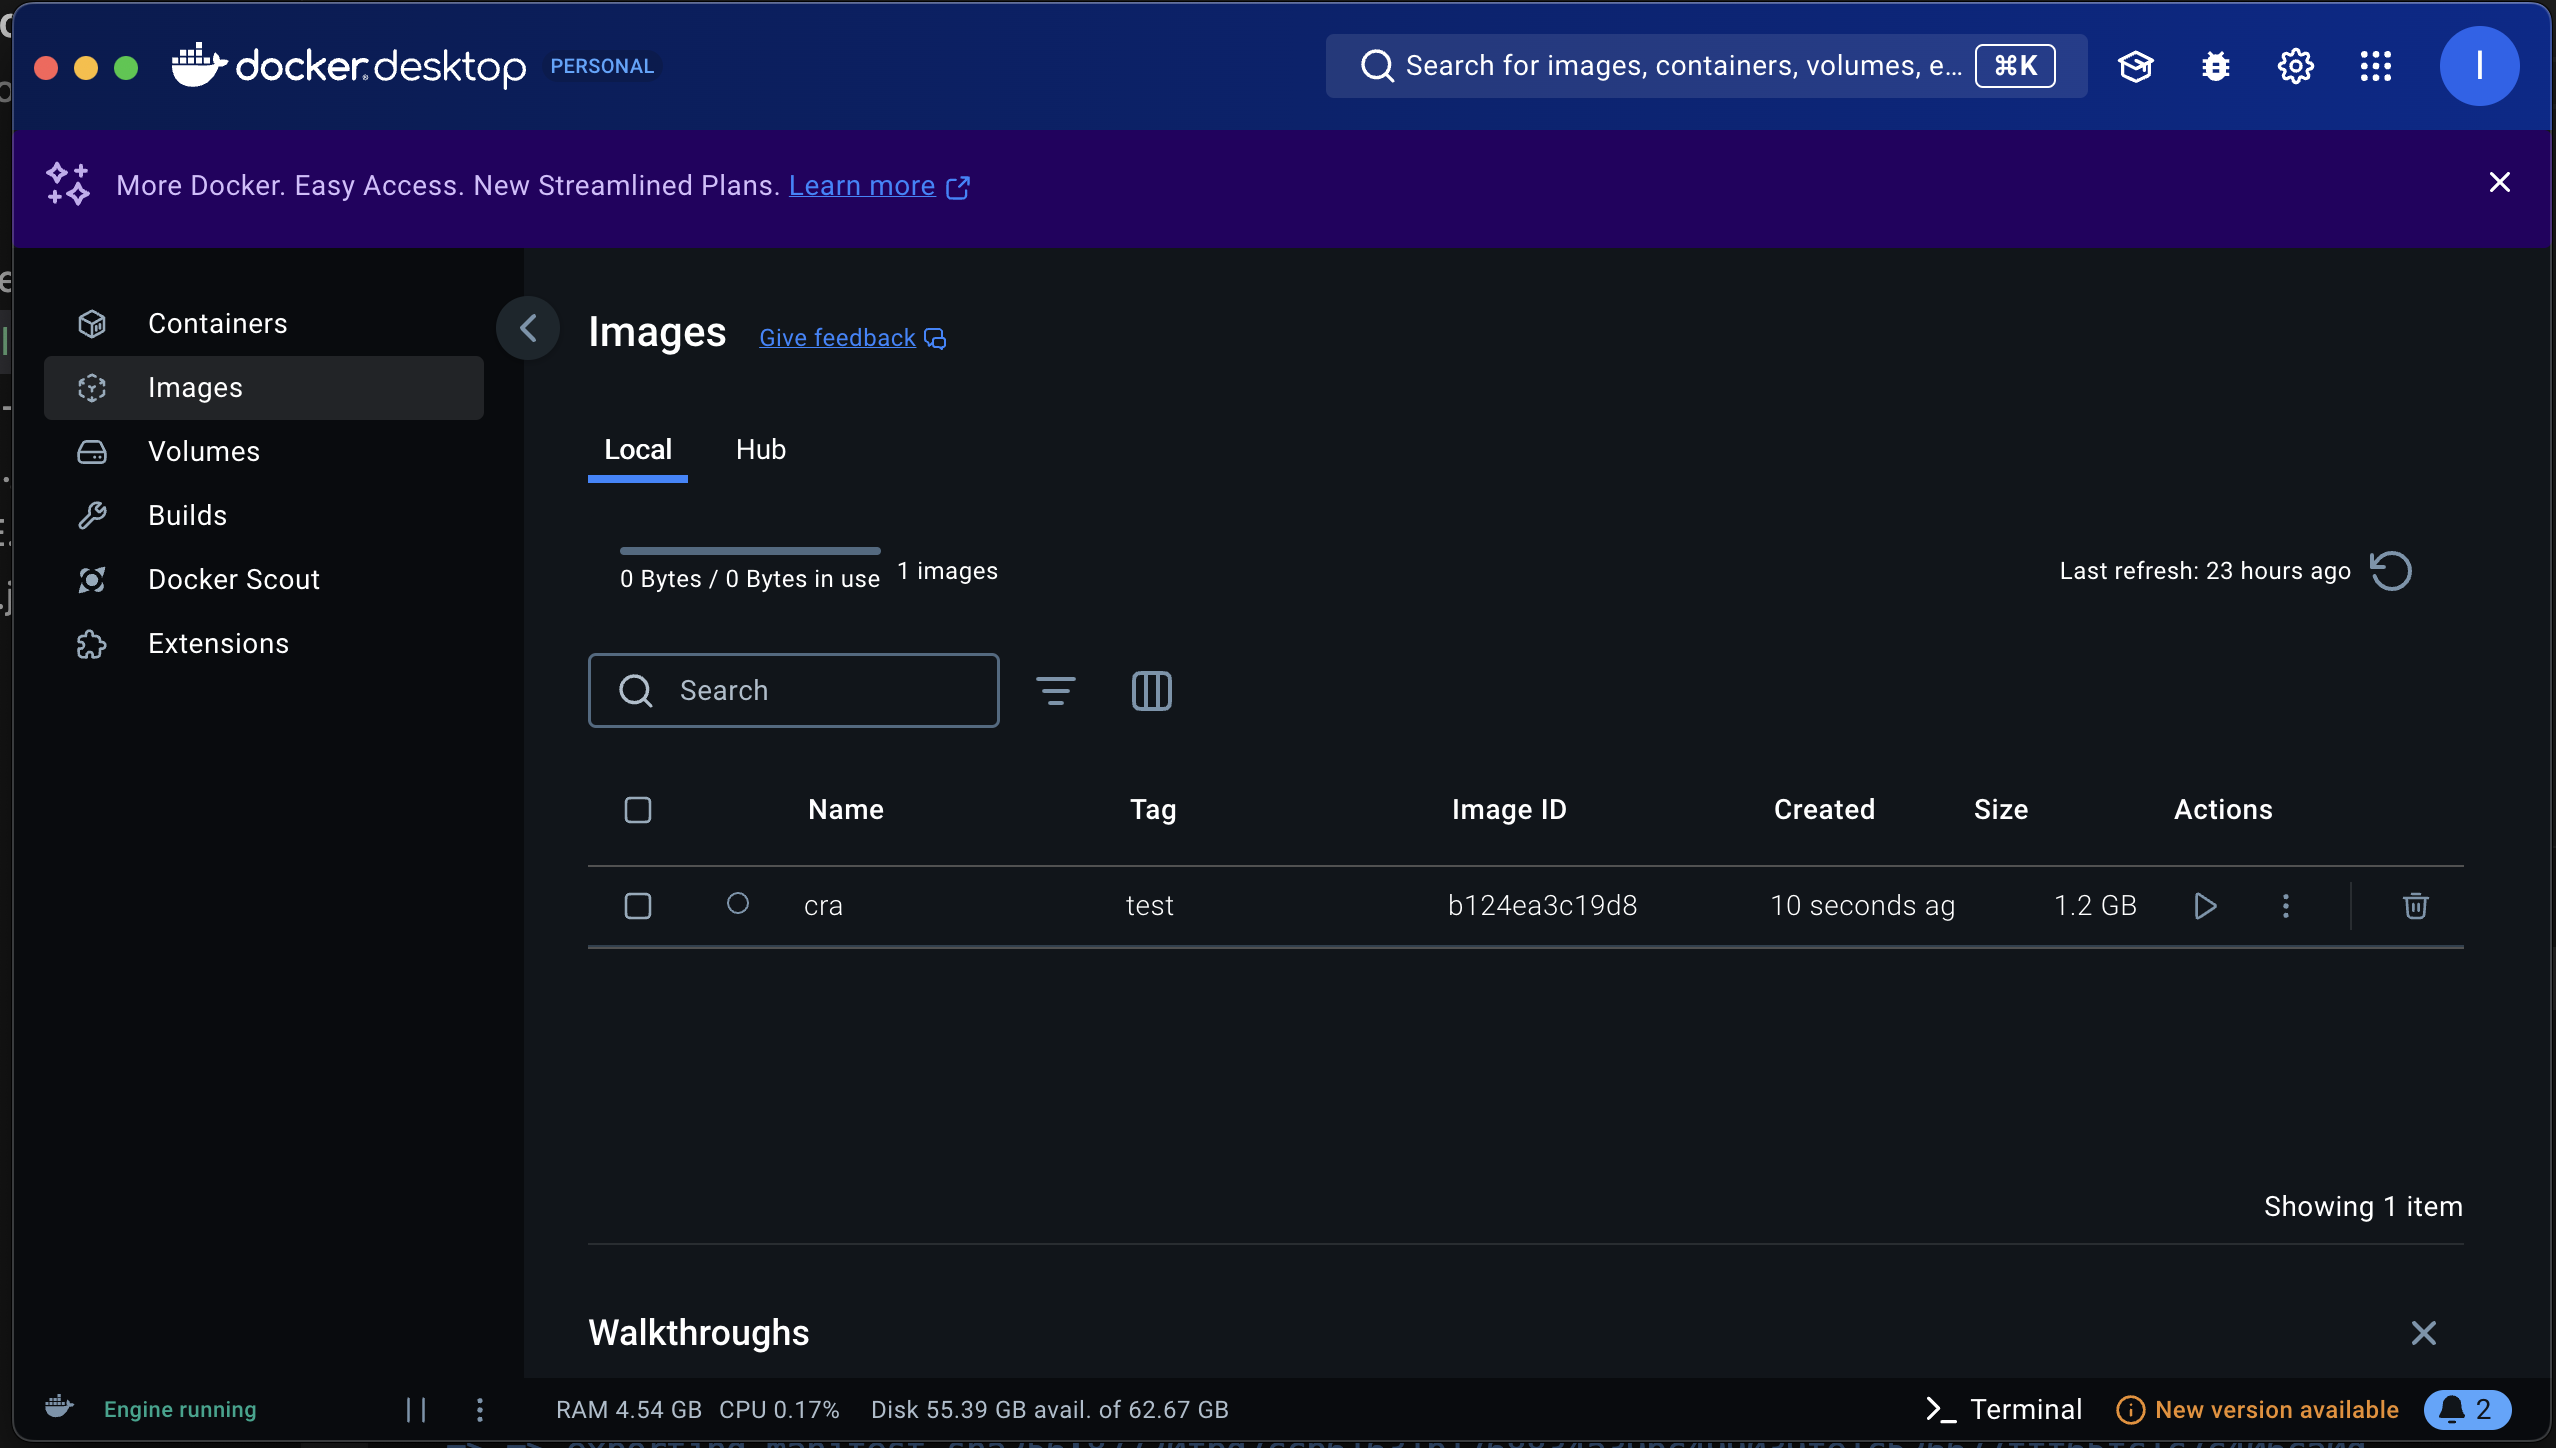 docker desktop PERSONAL
Search for images, containers, volumes, e... ⌘K
I
More Docker. Easy Access. New Streamlined Plans. Learn more
Containers
Images
Volumes
Builds
Docker Scout
Extensions
Images Give feedback
Local Hub
0 Bytes / 0 Bytes in use 1 images
Last refresh: 23 hours ago
Search
Name Tag Image ID Created Size Actions
cra test b124ea3c19d8 10 seconds ag 1.2 GB
Showing 1 item
Walkthroughs
Engine running
RAM 4.54 GB CPU 0.17% Disk 55.39 GB avail. of 62.67 GB
Terminal New version available 2